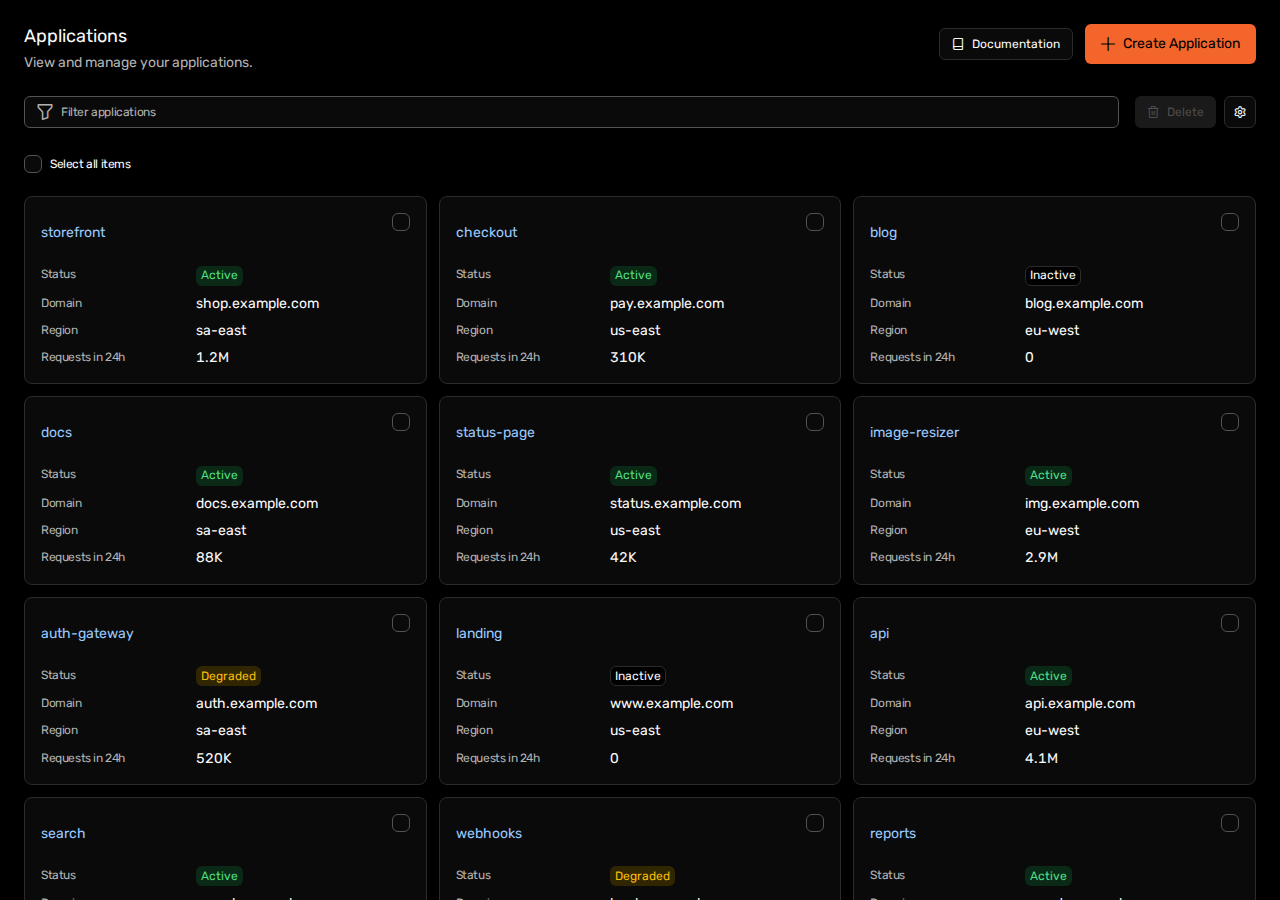 Applications
View and manage your applications.
Documentation
Create Application
Filter applications
Delete
Select all items
storefront
Status Active
Domain shop.example.com
Region sa-east
Requests in 24h 1.2M
checkout
Status Active
Domain pay.example.com
Region us-east
Requests in 24h 310K
blog
Status Inactive
Domain blog.example.com
Region eu-west
Requests in 24h 0
docs
Status Active
Domain docs.example.com
Region sa-east
Requests in 24h 88K
status-page
Status Active
Domain status.example.com
Region us-east
Requests in 24h 42K
image-resizer
Status Active
Domain img.example.com
Region eu-west
Requests in 24h 2.9M
auth-gateway
Status Degraded
Domain auth.example.com
Region sa-east
Requests in 24h 520K
landing
Status Inactive
Domain www.example.com
Region us-east
Requests in 24h 0
api
Status Active
Domain api.example.com
Region eu-west
Requests in 24h 4.1M
search
Status Active
webhooks
Status Degraded
reports
Status Active